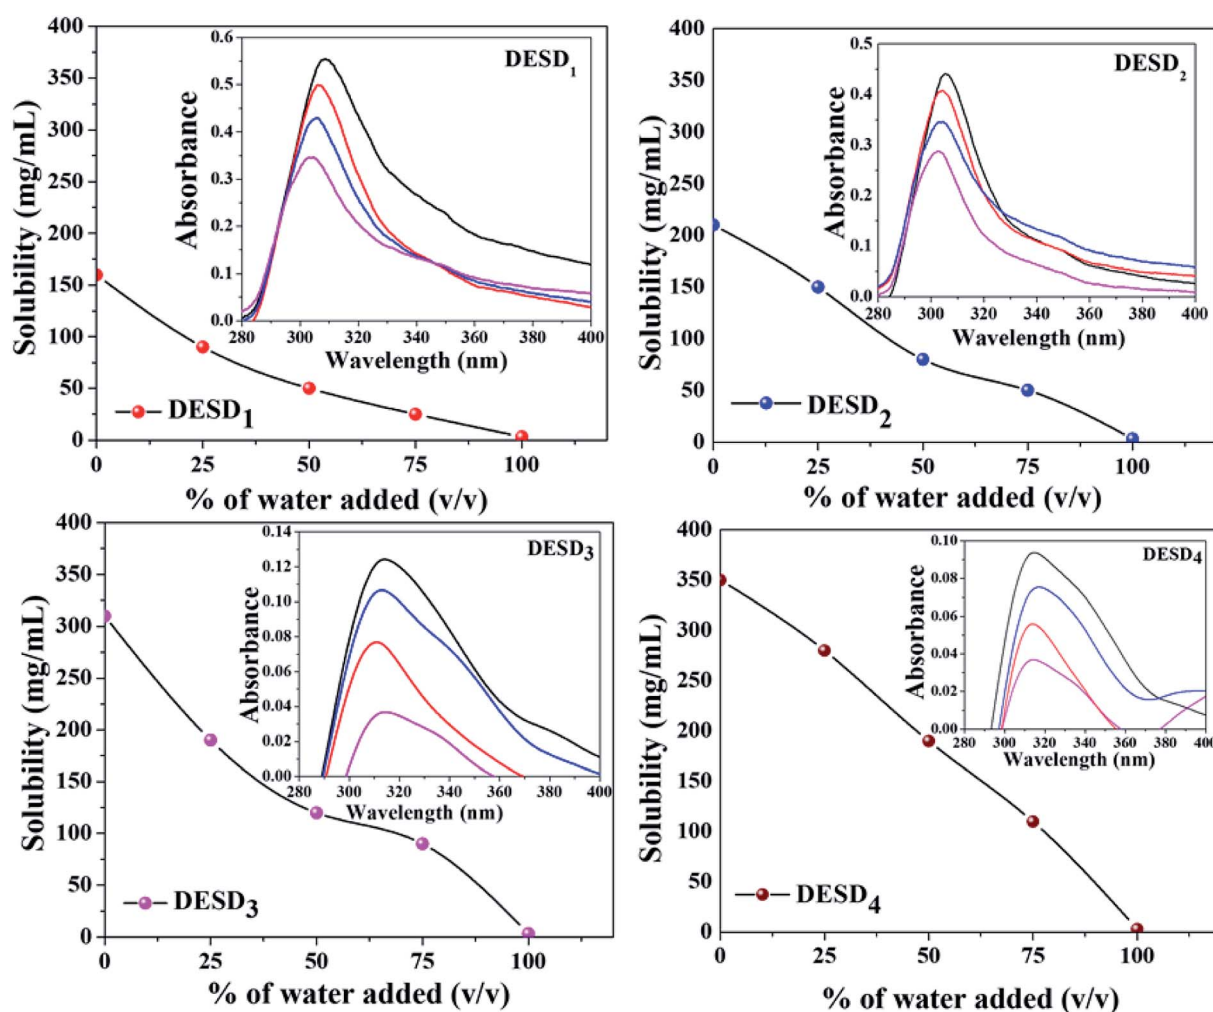 400
350
300
250
200
150
100
50
0
Solubility (mg/mL)
0 25 50 75 100
% of water added (v/v)
DESD1
0.6
0.5
0.4
0.3
0.2
0.1
0.0
Absorbance
DESD1
280 300 320 340 360 380 400
Wavelength (nm)
400
350
300
250
200
150
100
50
0
Solubility (mg/mL)
0 25 50 75 100
% of water added (v/v)
DESD2
0.5
0.4
0.3
0.2
0.1
0.0
Absorbance
DESD2
280 300 320 340 360 380 400
Wavelength (nm)
400
350
300
250
200
150
100
50
0
Solubility (mg/mL)
0 25 50 75 100
% of water added (v/v)
DESD3
0.14
0.12
0.10
0.08
0.06
0.04
0.02
0.00
Absorbance
DESD3
280 300 320 340 360 380 400
Wavelength (nm)
400
350
300
250
200
150
100
50
0
Solubility (mg/mL)
0 25 50 75 100
% of water added (v/v)
DESD4
0.10
0.08
0.06
0.04
0.02
0.00
Absorbance
DESD4
280 300 320 340 360 380 400
Wavelength (nm)